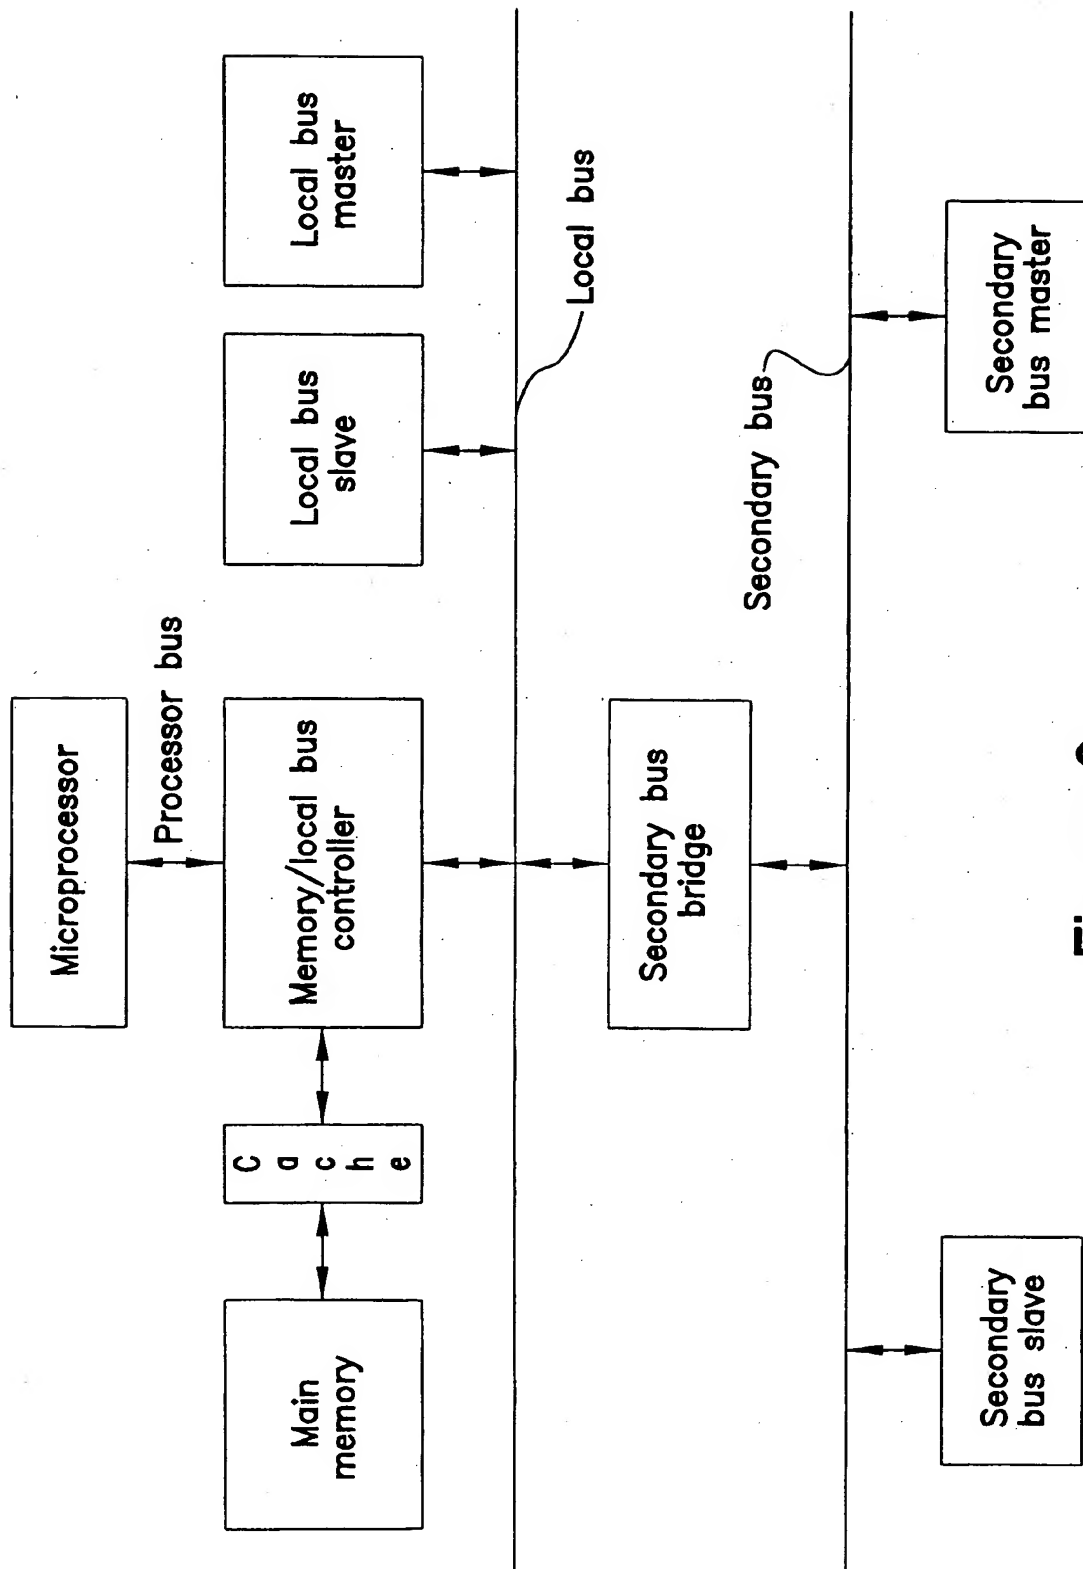 Microprocessor
Processor bus
Main
memory
C
a
c
h
e
Memory/local bus
controller
Local bus
slave
Local bus
master
Local bus
Secondary bus
bridge
Secondary bus
Secondary
bus slave
Secondary
bus master